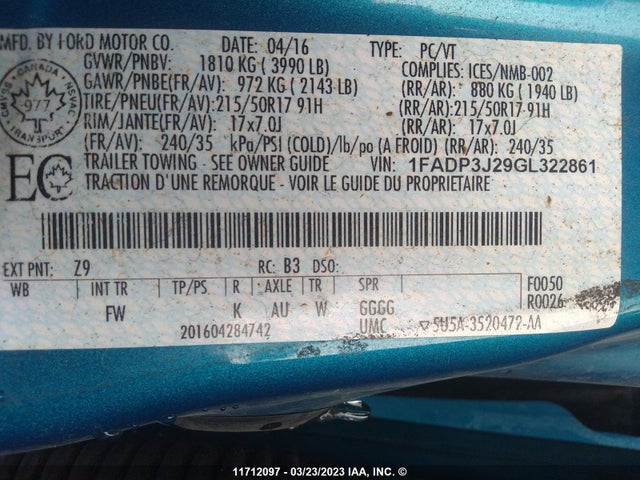 MFD. BY FORD MOTOR CO. DATE: 04/16 TYPE: PC/VT
GVWR/PNBV: 1810 KG ( 3990 LB) COMPLIES: ICES/NMB-002
GAWR/PNBE(FR/AV): 972 KG ( 2143 LB) (RR/AR): 880 KG ( 1940 LB)
TIRE/PNEU(FR/AV): 215/50R17 91H (RR/AR): 215/50R17 91H
RIM/JANTE(FR/AV): 17x7.0J (RR/AR): 17x7.0J
(FR/AV): 240/35 kPa/PSI (COLD)/lb/po (A FROID) (RR/AR): 240/35
TRAILER TOWING - SEE OWNER GUIDE VIN: 1FADP3J29GL322861
TRACTION D'UNE REMORQUE - VOIR LE GUIDE DU PROPRIETAIRE
CMVSS CANADA NSVAC
977
TRANSPORT
EC
EXT PNT: Z9 RC: B3 DSO:
WB INT TR TP/PS R AXLE TR SPR F0050
FW K AU W GGGG R0026
201604284742 UMC ▽5U5A-3520472-AA
11712097 - 03/23/2023 IAA, Inc. ©